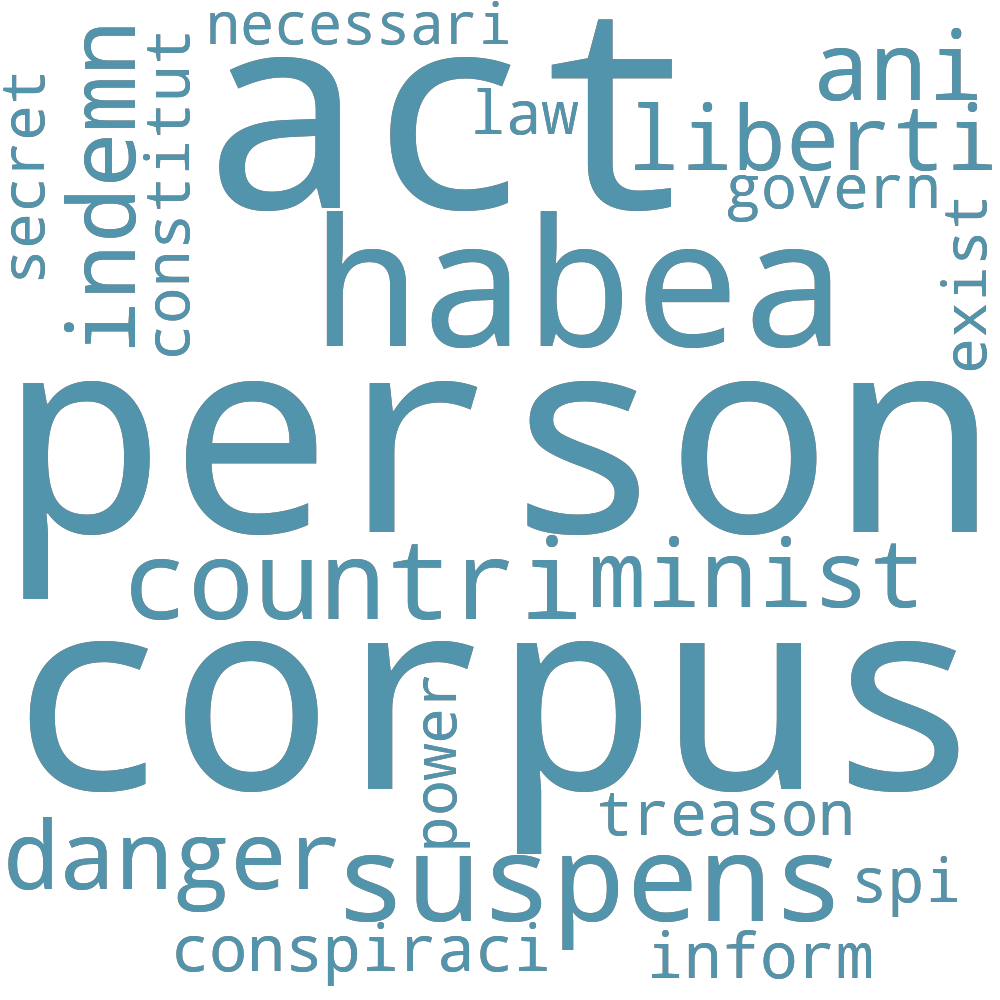 necessari
act
law
ani
liberti
govern
secret
indemn
constitut
exist
habea
person
countri
minist
corpus
power
treason
danger
suspens
spi
conspiraci
inform